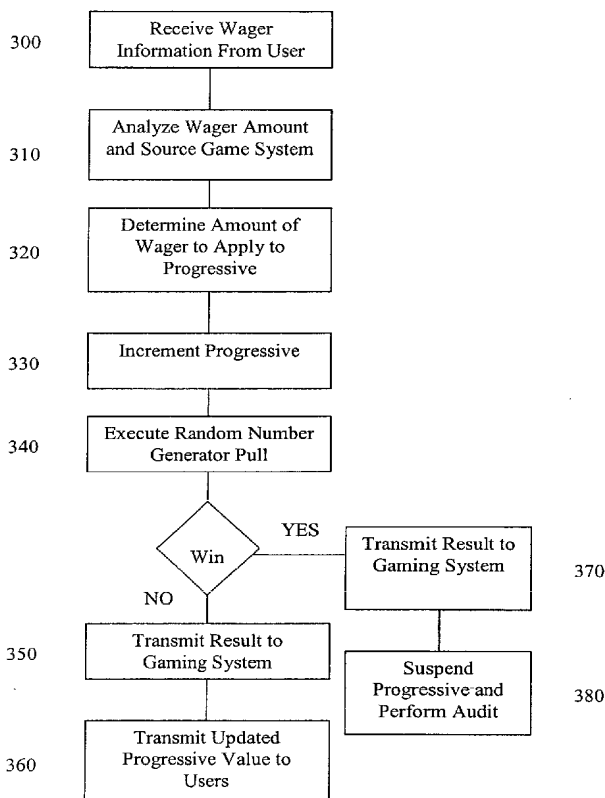 300
Receive Wager
Information From User
310
Analyze Wager Amount
and Source Game System
320
Determine Amount of
Wager to Apply to
Progressive
330
Increment Progressive
340
Execute Random Number
Generator Pull
Win
YES
NO
Transmit Result to
Gaming System
370
350
Transmit Result to
Gaming System
Suspend
Progressive and
Perform Audit
380
360
Transmit Updated
Progressive Value to
Users